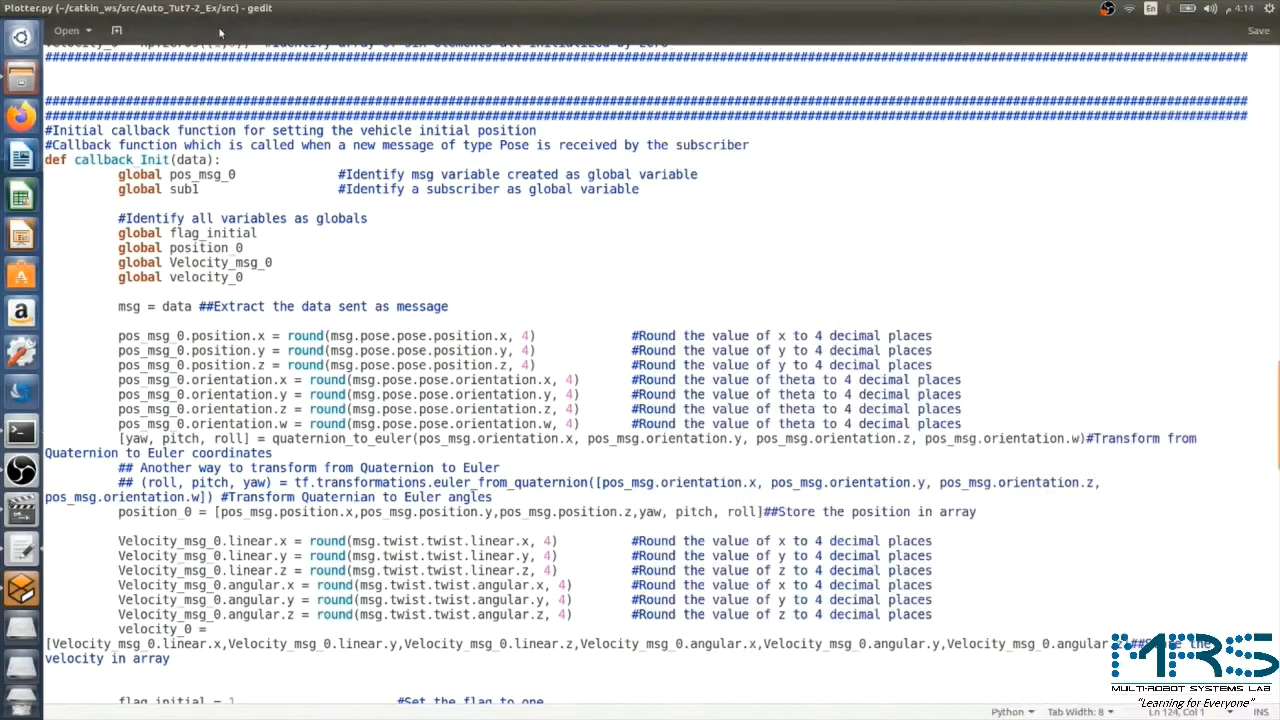 Plotter.py (~/catkin_ws/src/Auto_Tut7-2_Ex/src) - gedit
En
4:14 م
Open
Save
##########################################################################################################################################################
##########################################################################################################################################################
##########################################################################################################################################################
#Initial callback function for setting the vehicle initial position
#Callback function which is called when a new message of type Pose is received by the subscriber
def callback_Init(data):
global pos_msg_0 #Identify msg variable created as global variable
global sub1 #Identify a subscriber as global variable
#Identify all variables as globals
global flag_initial
global position_0
global Velocity_msg_0
global velocity_0
msg = data ##Extract the data sent as message
pos_msg_0.position.x = round(msg.pose.pose.position.x, 4) #Round the value of x to 4 decimal places
pos_msg_0.position.y = round(msg.pose.pose.position.y, 4) #Round the value of y to 4 decimal places
pos_msg_0.position.z = round(msg.pose.pose.position.z, 4) #Round the value of y to 4 decimal places
pos_msg_0.orientation.x = round(msg.pose.pose.orientation.x, 4) #Round the value of theta to 4 decimal places
pos_msg_0.orientation.y = round(msg.pose.pose.orientation.y, 4) #Round the value of theta to 4 decimal places
pos_msg_0.orientation.z = round(msg.pose.pose.orientation.z, 4) #Round the value of theta to 4 decimal places
pos_msg_0.orientation.w = round(msg.pose.pose.orientation.w, 4) #Round the value of theta to 4 decimal places
[yaw, pitch, roll] = quaternion_to_euler(pos_msg.orientation.x, pos_msg.orientation.y, pos_msg.orientation.z, pos_msg.orientation.w)#Transform from
Quaternion to Euler coordinates
## Another way to transform from Quaternion to Euler
## (roll, pitch, yaw) = tf.transformations.euler_from_quaternion([pos_msg.orientation.x, pos_msg.orientation.y, pos_msg.orientation.z,
pos_msg.orientation.w]) #Transform Quaternian to Euler angles
position_0 = [pos_msg.position.x,pos_msg.position.y,pos_msg.position.z,yaw, pitch, roll]##Store the position in array
Velocity_msg_0.linear.x = round(msg.twist.twist.linear.x, 4) #Round the value of x to 4 decimal places
Velocity_msg_0.linear.y = round(msg.twist.twist.linear.y, 4) #Round the value of y to 4 decimal places
Velocity_msg_0.linear.z = round(msg.twist.twist.linear.z, 4) #Round the value of z to 4 decimal places
Velocity_msg_0.angular.x = round(msg.twist.twist.angular.x, 4) #Round the value of x to 4 decimal places
Velocity_msg_0.angular.y = round(msg.twist.twist.angular.y, 4) #Round the value of y to 4 decimal places
Velocity_msg_0.angular.z = round(msg.twist.twist.angular.z, 4) #Round the value of z to 4 decimal places
velocity_0 =
[Velocity_msg_0.linear.x,Velocity_msg_0.linear.y,Velocity_msg_0.linear.z,Velocity_msg_0.angular.x,Velocity_msg_0.angular.y,Velocity_msg_0.angular
velocity in array
flag_initial = 1 #Set the flag to one
MRS
MULTI-ROBOT SYSTEMS LAB
"Learning for Everyone"
Python
Tab Width: 8
Ln 124, Col 1
INS